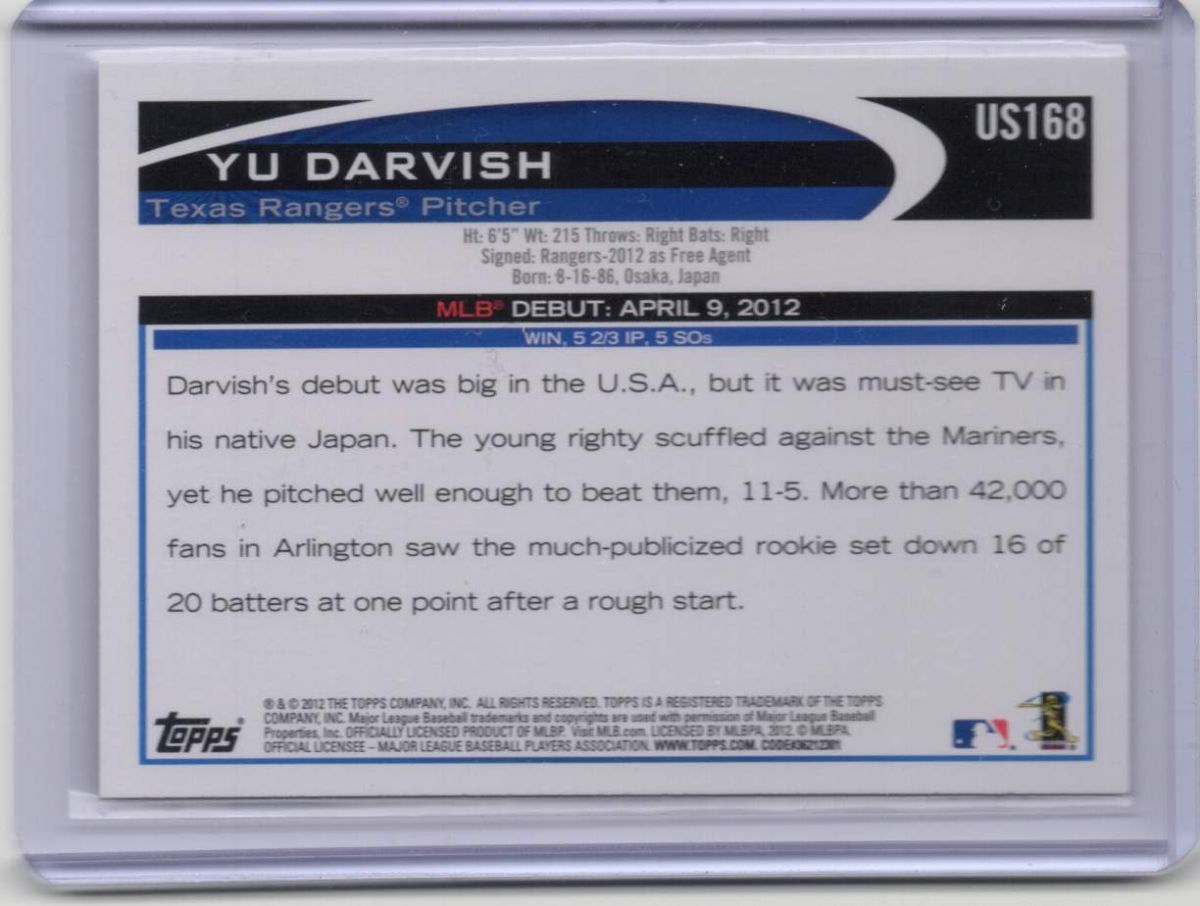 US168
YU DARVISH
Texas Rangers® Pitcher
Ht: 6'5" Wt: 215 Throws: Right Bats: Right
Signed: Rangers-2012 as Free Agent
Born: 8-16-86, Osaka, Japan
MLB® DEBUT: APRIL 9, 2012
WIN, 5 2/3 IP, 5 SOs
Darvish's debut was big in the U.S.A., but it was must-see TV in
his native Japan. The young righty scuffled against the Mariners,
yet he pitched well enough to beat them, 11-5. More than 42,000
fans in Arlington saw the much-publicized rookie set down 16 of
20 batters at one point after a rough start.
Topps®
® & © 2012 THE TOPPS COMPANY, INC. ALL RIGHTS RESERVED. TOPPS IS A REGISTERED TRADEMARK OF THE TOPPS
COMPANY, INC. Major League Baseball trademarks and copyrights are used with permission of Major League Baseball
Properties, Inc. OFFICIALLY LICENSED PRODUCT OF MLBP. Visit MLB.com. LICENSED BY MLBPA, 2012. © MLBPA.
OFFICIAL LICENSEE – MAJOR LEAGUE BASEBALL PLAYERS ASSOCIATION. WWW.TOPPS.COM.